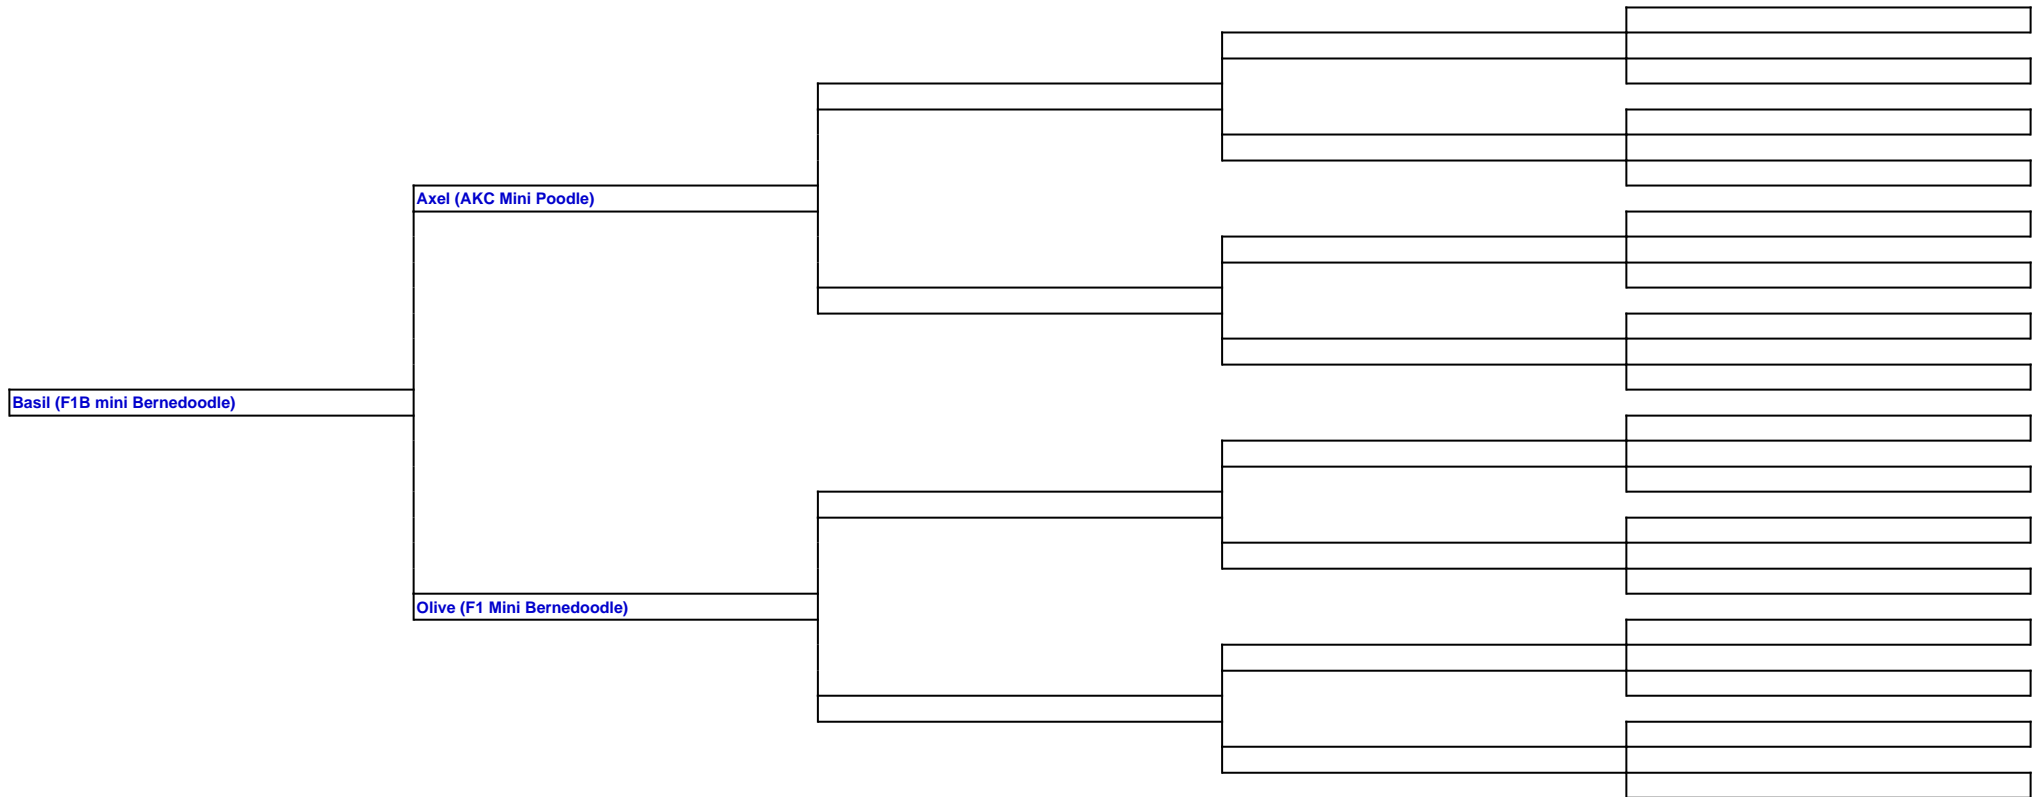 Axel (AKC Mini Poodle)
Basil (F1B mini Bernedoodle)
Olive (F1 Mini Bernedoodle)